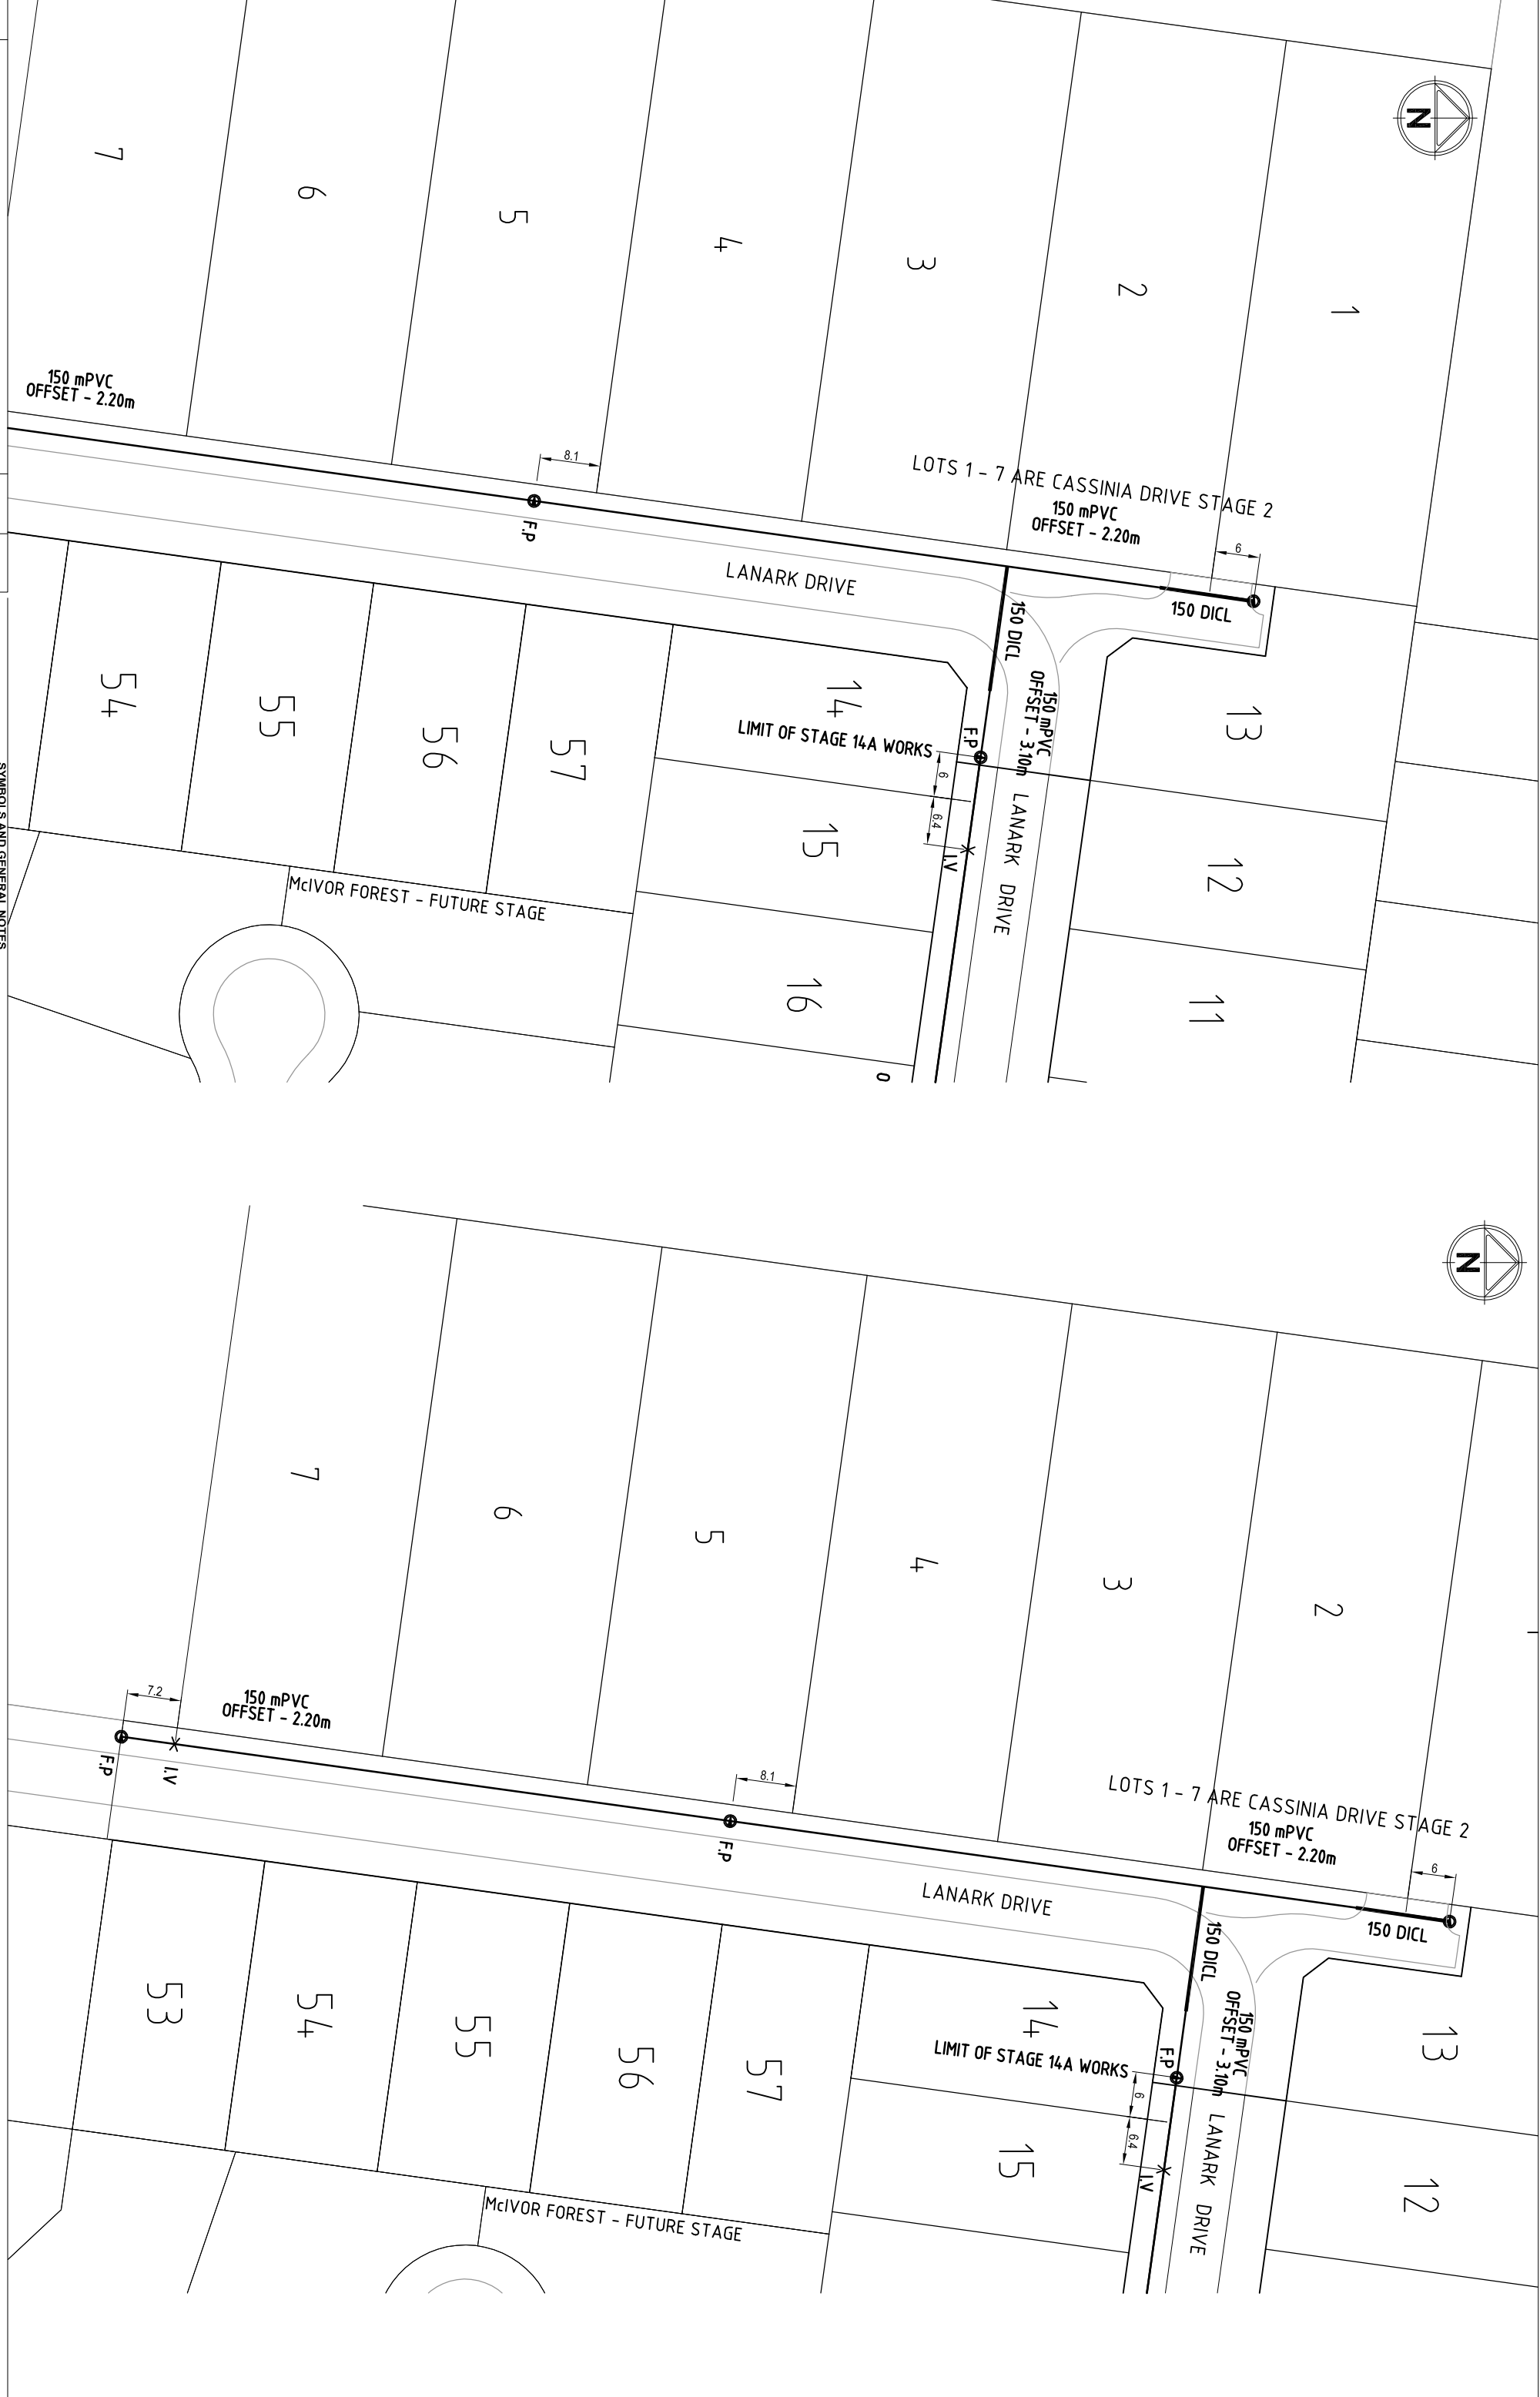 N
7
6
5
4
3
2
1
150 mPVC
OFFSET - 2.20m
8.1
LOTS 1 - 7 ARE CASSINIA DRIVE STAGE 2
150 mPVC
OFFSET - 2.20m
6
F.P
LANARK DRIVE
150 DICL
150 DICL
150 mPVC
OFFSET - 3.10m
54
55
56
57
14
13
LIMIT OF STAGE 14A WORKS
F.P
6
6.4
I.V
LANARK DRIVE
15
12
McIVOR FOREST - FUTURE STAGE
16
11
0
SYMBOLS AND GENERAL NOTES
N
7
6
5
4
3
2
7.2
150 mPVC
OFFSET - 2.20m
F.P
I.V
8.1
F.P
LOTS 1 - 7 ARE CASSINIA DRIVE STAGE 2
150 mPVC
OFFSET - 2.20m
6
LANARK DRIVE
150 DICL
150 DICL
150 mPVC
OFFSET - 3.10m
53
54
55
56
57
14
13
LIMIT OF STAGE 14A WORKS
F.P
6
6.4
I.V
LANARK DRIVE
15
12
McIVOR FOREST - FUTURE STAGE